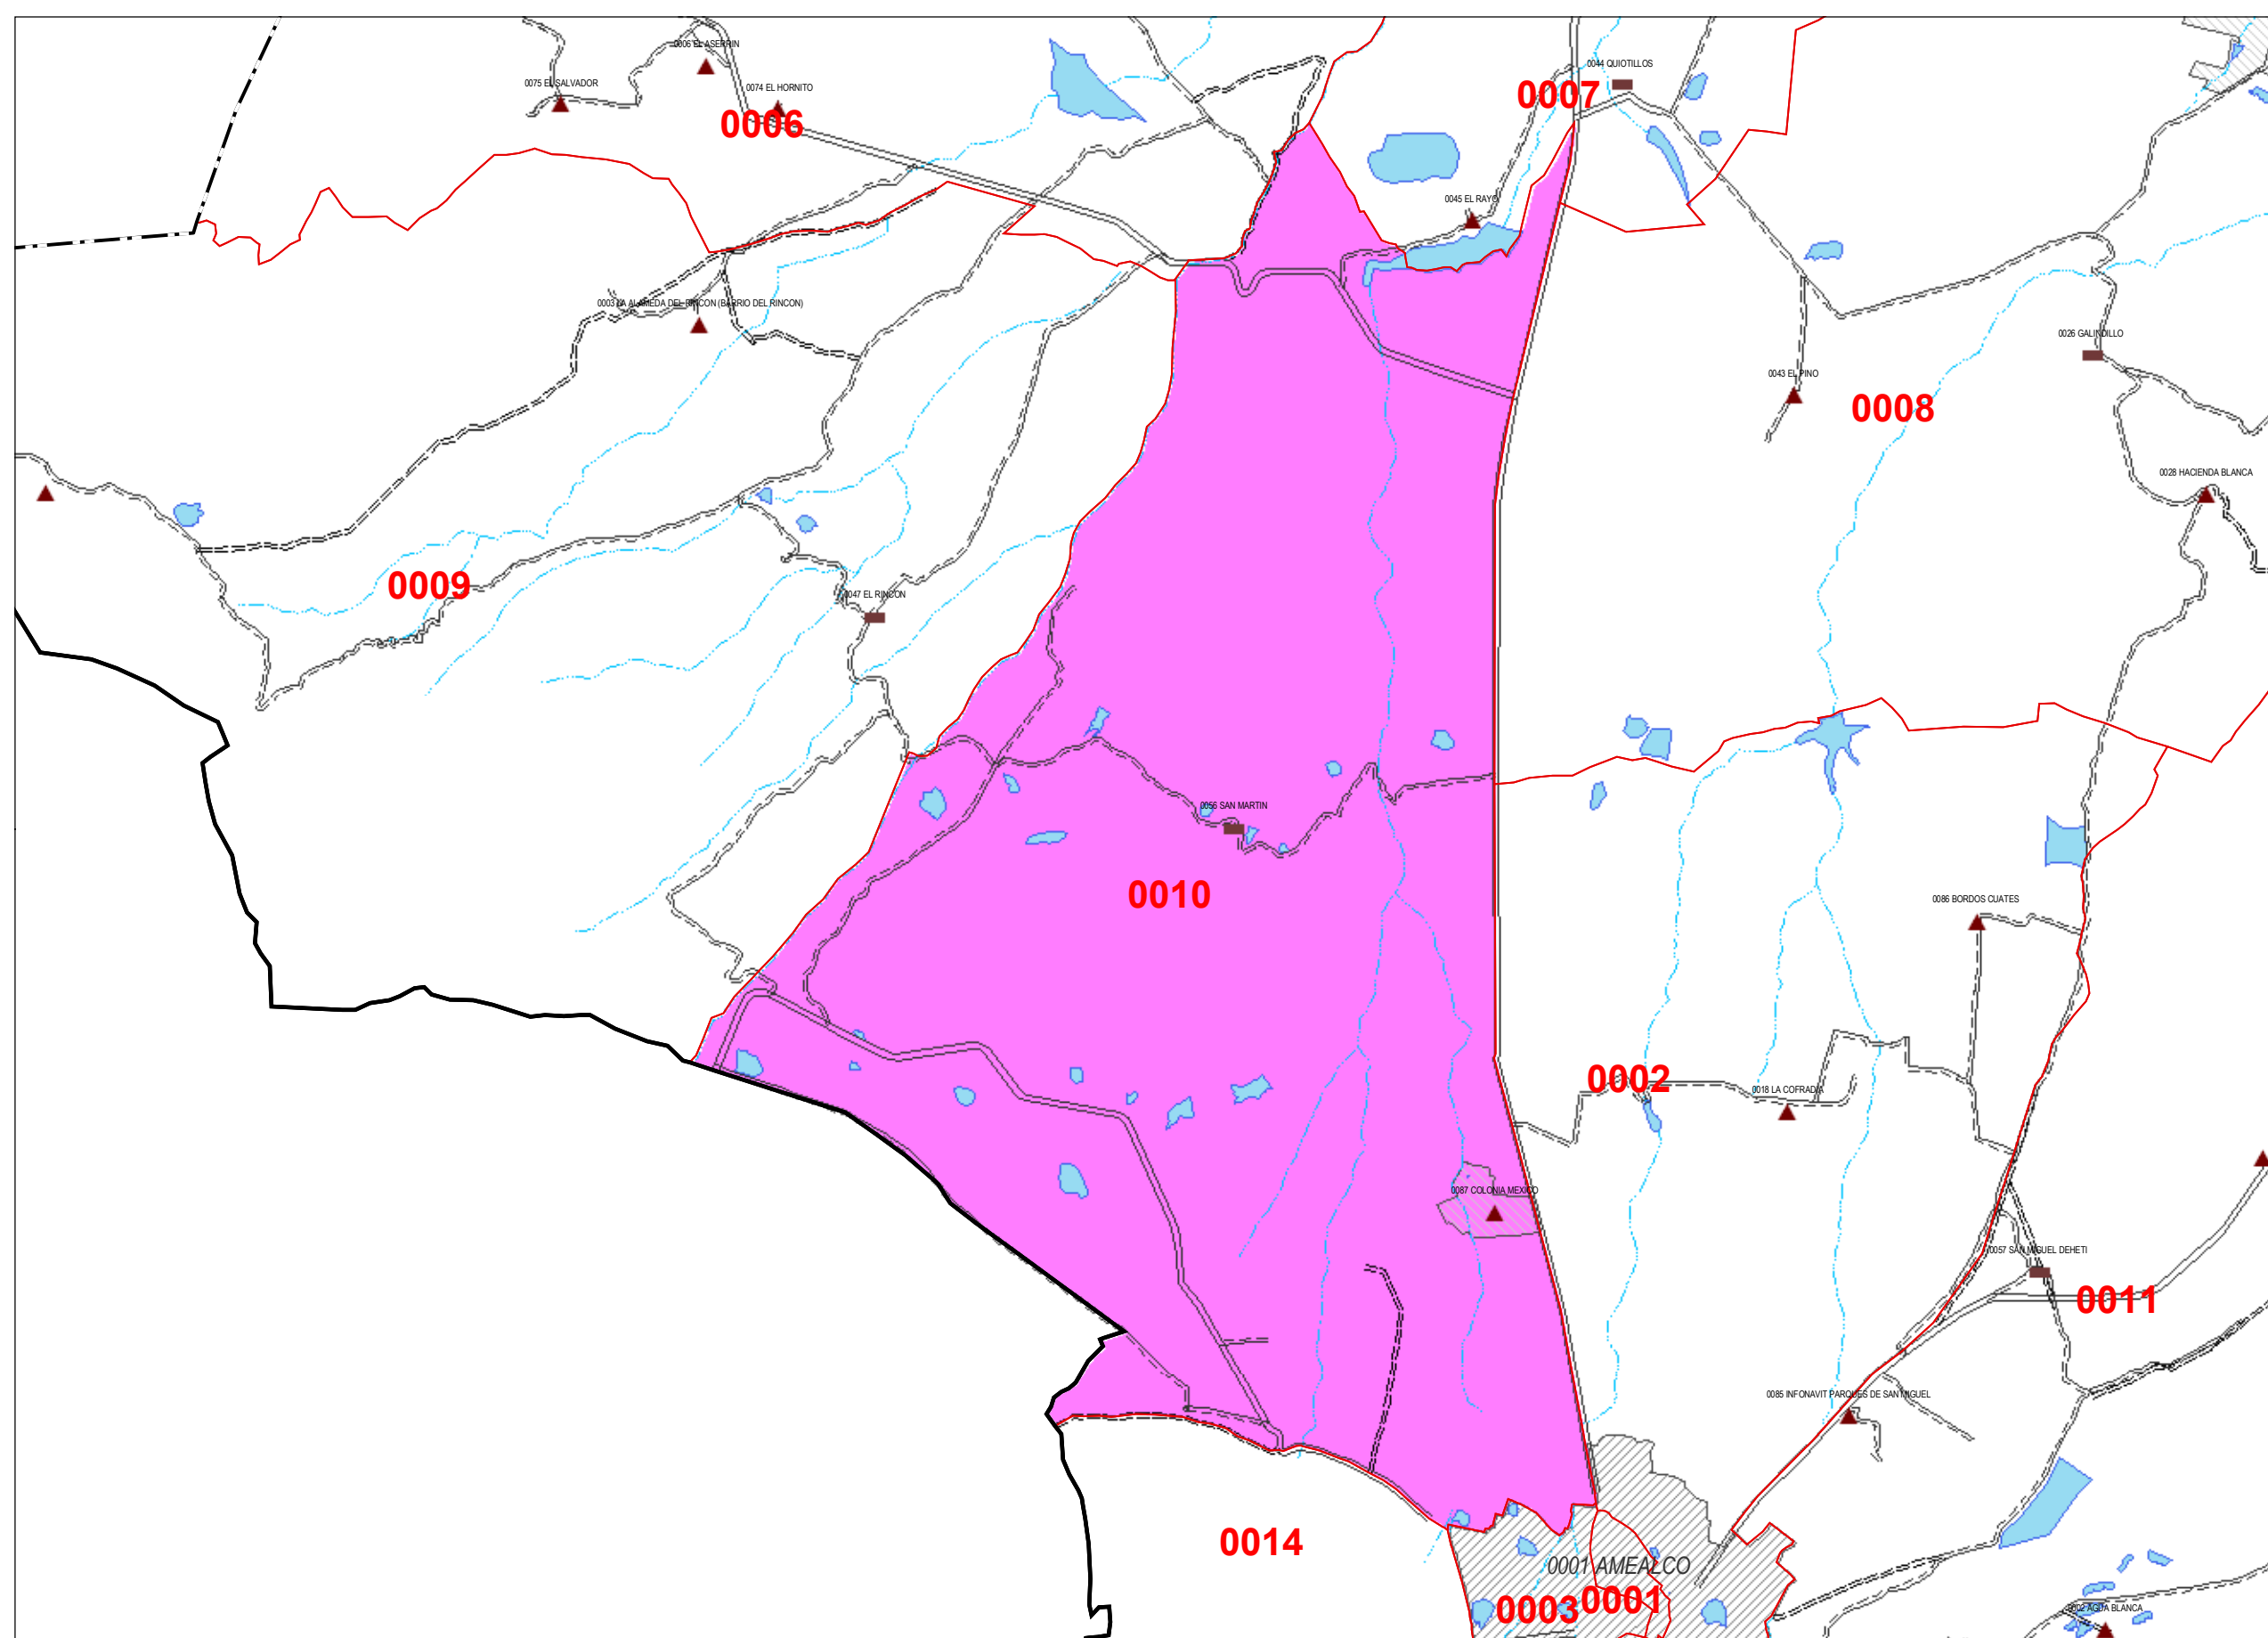 0006 EL ASERRIN
0044 QUIOTILLOS
0075 EL SALVADOR
0074 EL HORNITO
0007
0006
0045 EL RAYO
0003 LA ALAMEDA DEL RINCON (BARRIO DEL RINCON)
0026 GALINDILLO
0043 EL PINO
0008
0028 HACIENDA BLANCA
0009
0047 EL RINCON
0056 SAN MARTIN
0010
0086 BORDOS CUATES
0002
0018 LA COFRADIA
0087 COLONIA MEXICO
0057 SAN MIGUEL DEHETI
0011
0085 INFONAVIT PARQUES DE SAN MIGUEL
0014
0001 AMEALCO
0003
0001
0002 AGUA BLANCA